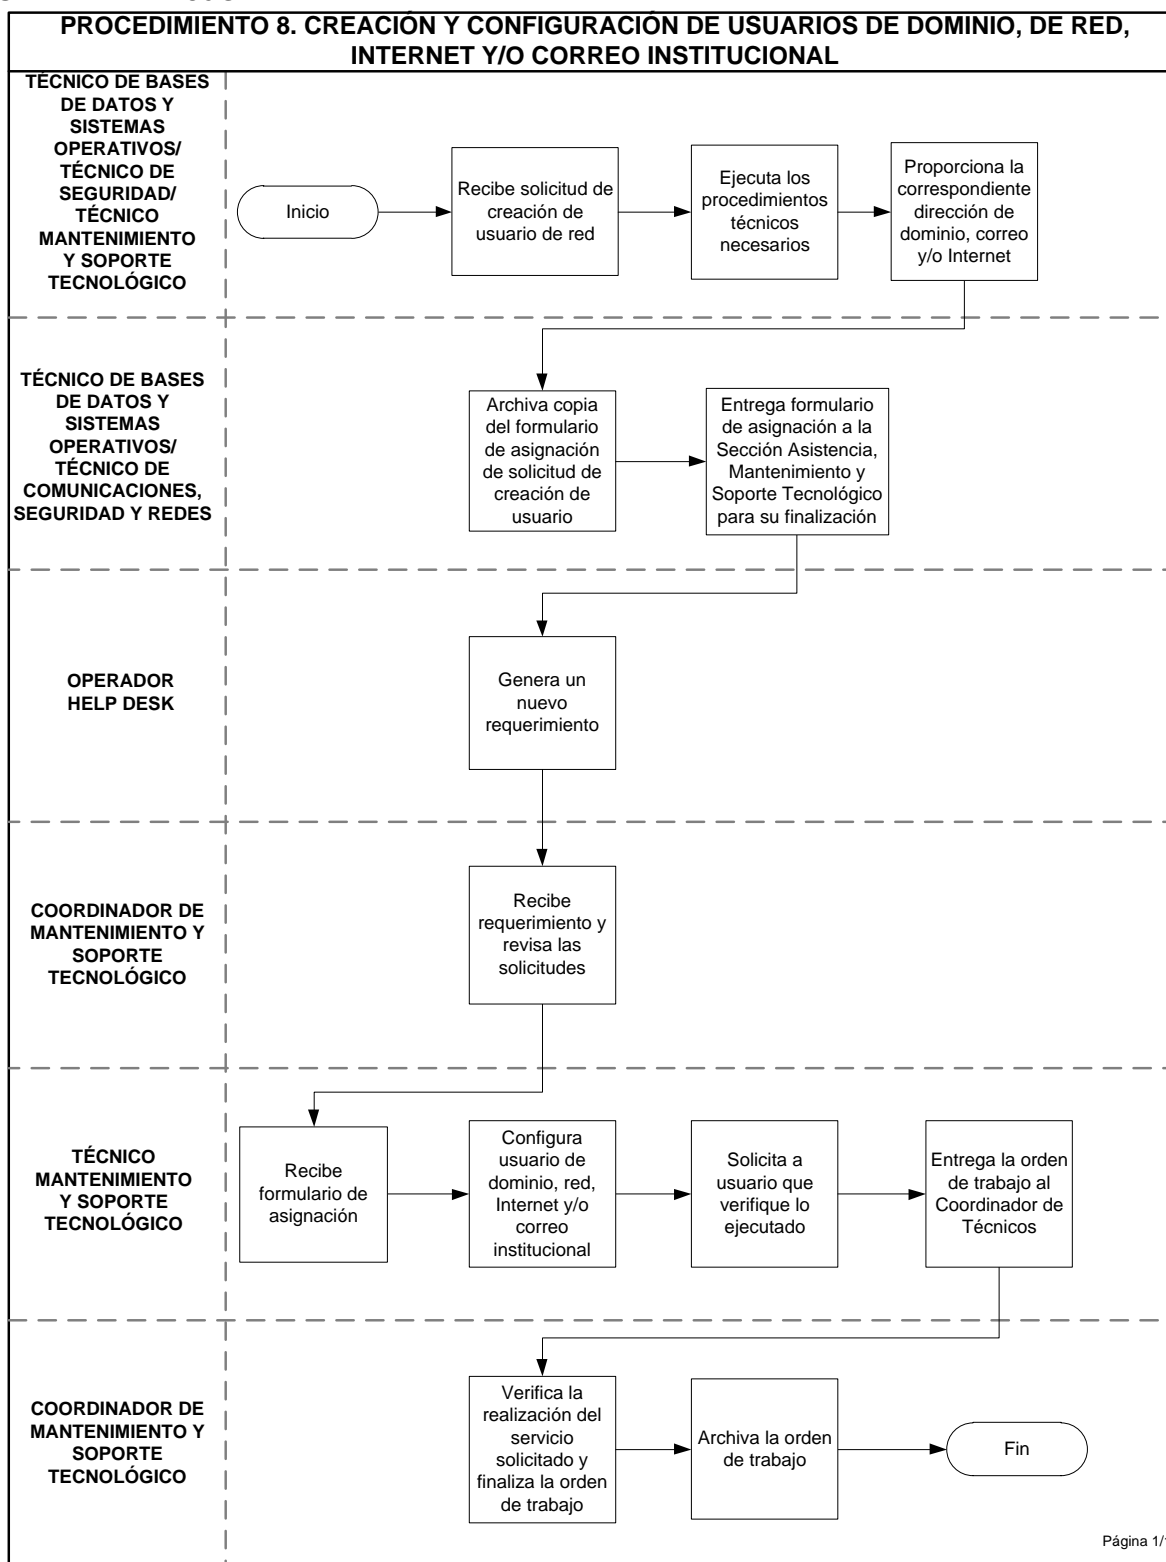 PROCEDIMIENTO 8. CREACIÓN Y CONFIGURACIÓN DE USUARIOS DE DOMINIO, DE RED,
INTERNET Y/O CORREO INSTITUCIONAL
TÉCNICO DE BASES
DE DATOS Y
SISTEMAS
OPERATIVOS/
TÉCNICO DE
SEGURIDAD/
TÉCNICO
MANTENIMIENTO
Y SOPORTE
TECNOLÓGICO
Inicio
Recibe solicitud de
creación de
usuario de red
Ejecuta los
procedimientos
técnicos
necesarios
Proporciona la
correspondiente
dirección de
dominio, correo
y/o Internet
TÉCNICO DE BASES
DE DATOS Y
SISTEMAS
OPERATIVOS/
TÉCNICO DE
COMUNICACIONES,
SEGURIDAD Y REDES
Archiva copia
del formulario
de asignación
de solicitud de
creación de
usuario
Entrega formulario
de asignación a la
Sección Asistencia,
Mantenimiento y
Soporte Tecnológico
para su finalización
OPERADOR
HELP DESK
Genera un
nuevo
requerimiento
COORDINADOR DE
MANTENIMIENTO Y
SOPORTE
TECNOLÓGICO
Recibe
requerimiento y
revisa las
solicitudes
TÉCNICO
MANTENIMIENTO
Y SOPORTE
TECNOLÓGICO
Recibe
formulario de
asignación
Configura
usuario de
dominio, red,
Internet y/o
correo
institucional
Solicita a
usuario que
verifique lo
ejecutado
Entrega la orden
de trabajo al
Coordinador de
Técnicos
COORDINADOR DE
MANTENIMIENTO Y
SOPORTE
TECNOLÓGICO
Verifica la
realización del
servicio
solicitado y
finaliza la orden
de trabajo
Archiva la orden
de trabajo
Fin
Página 1/1